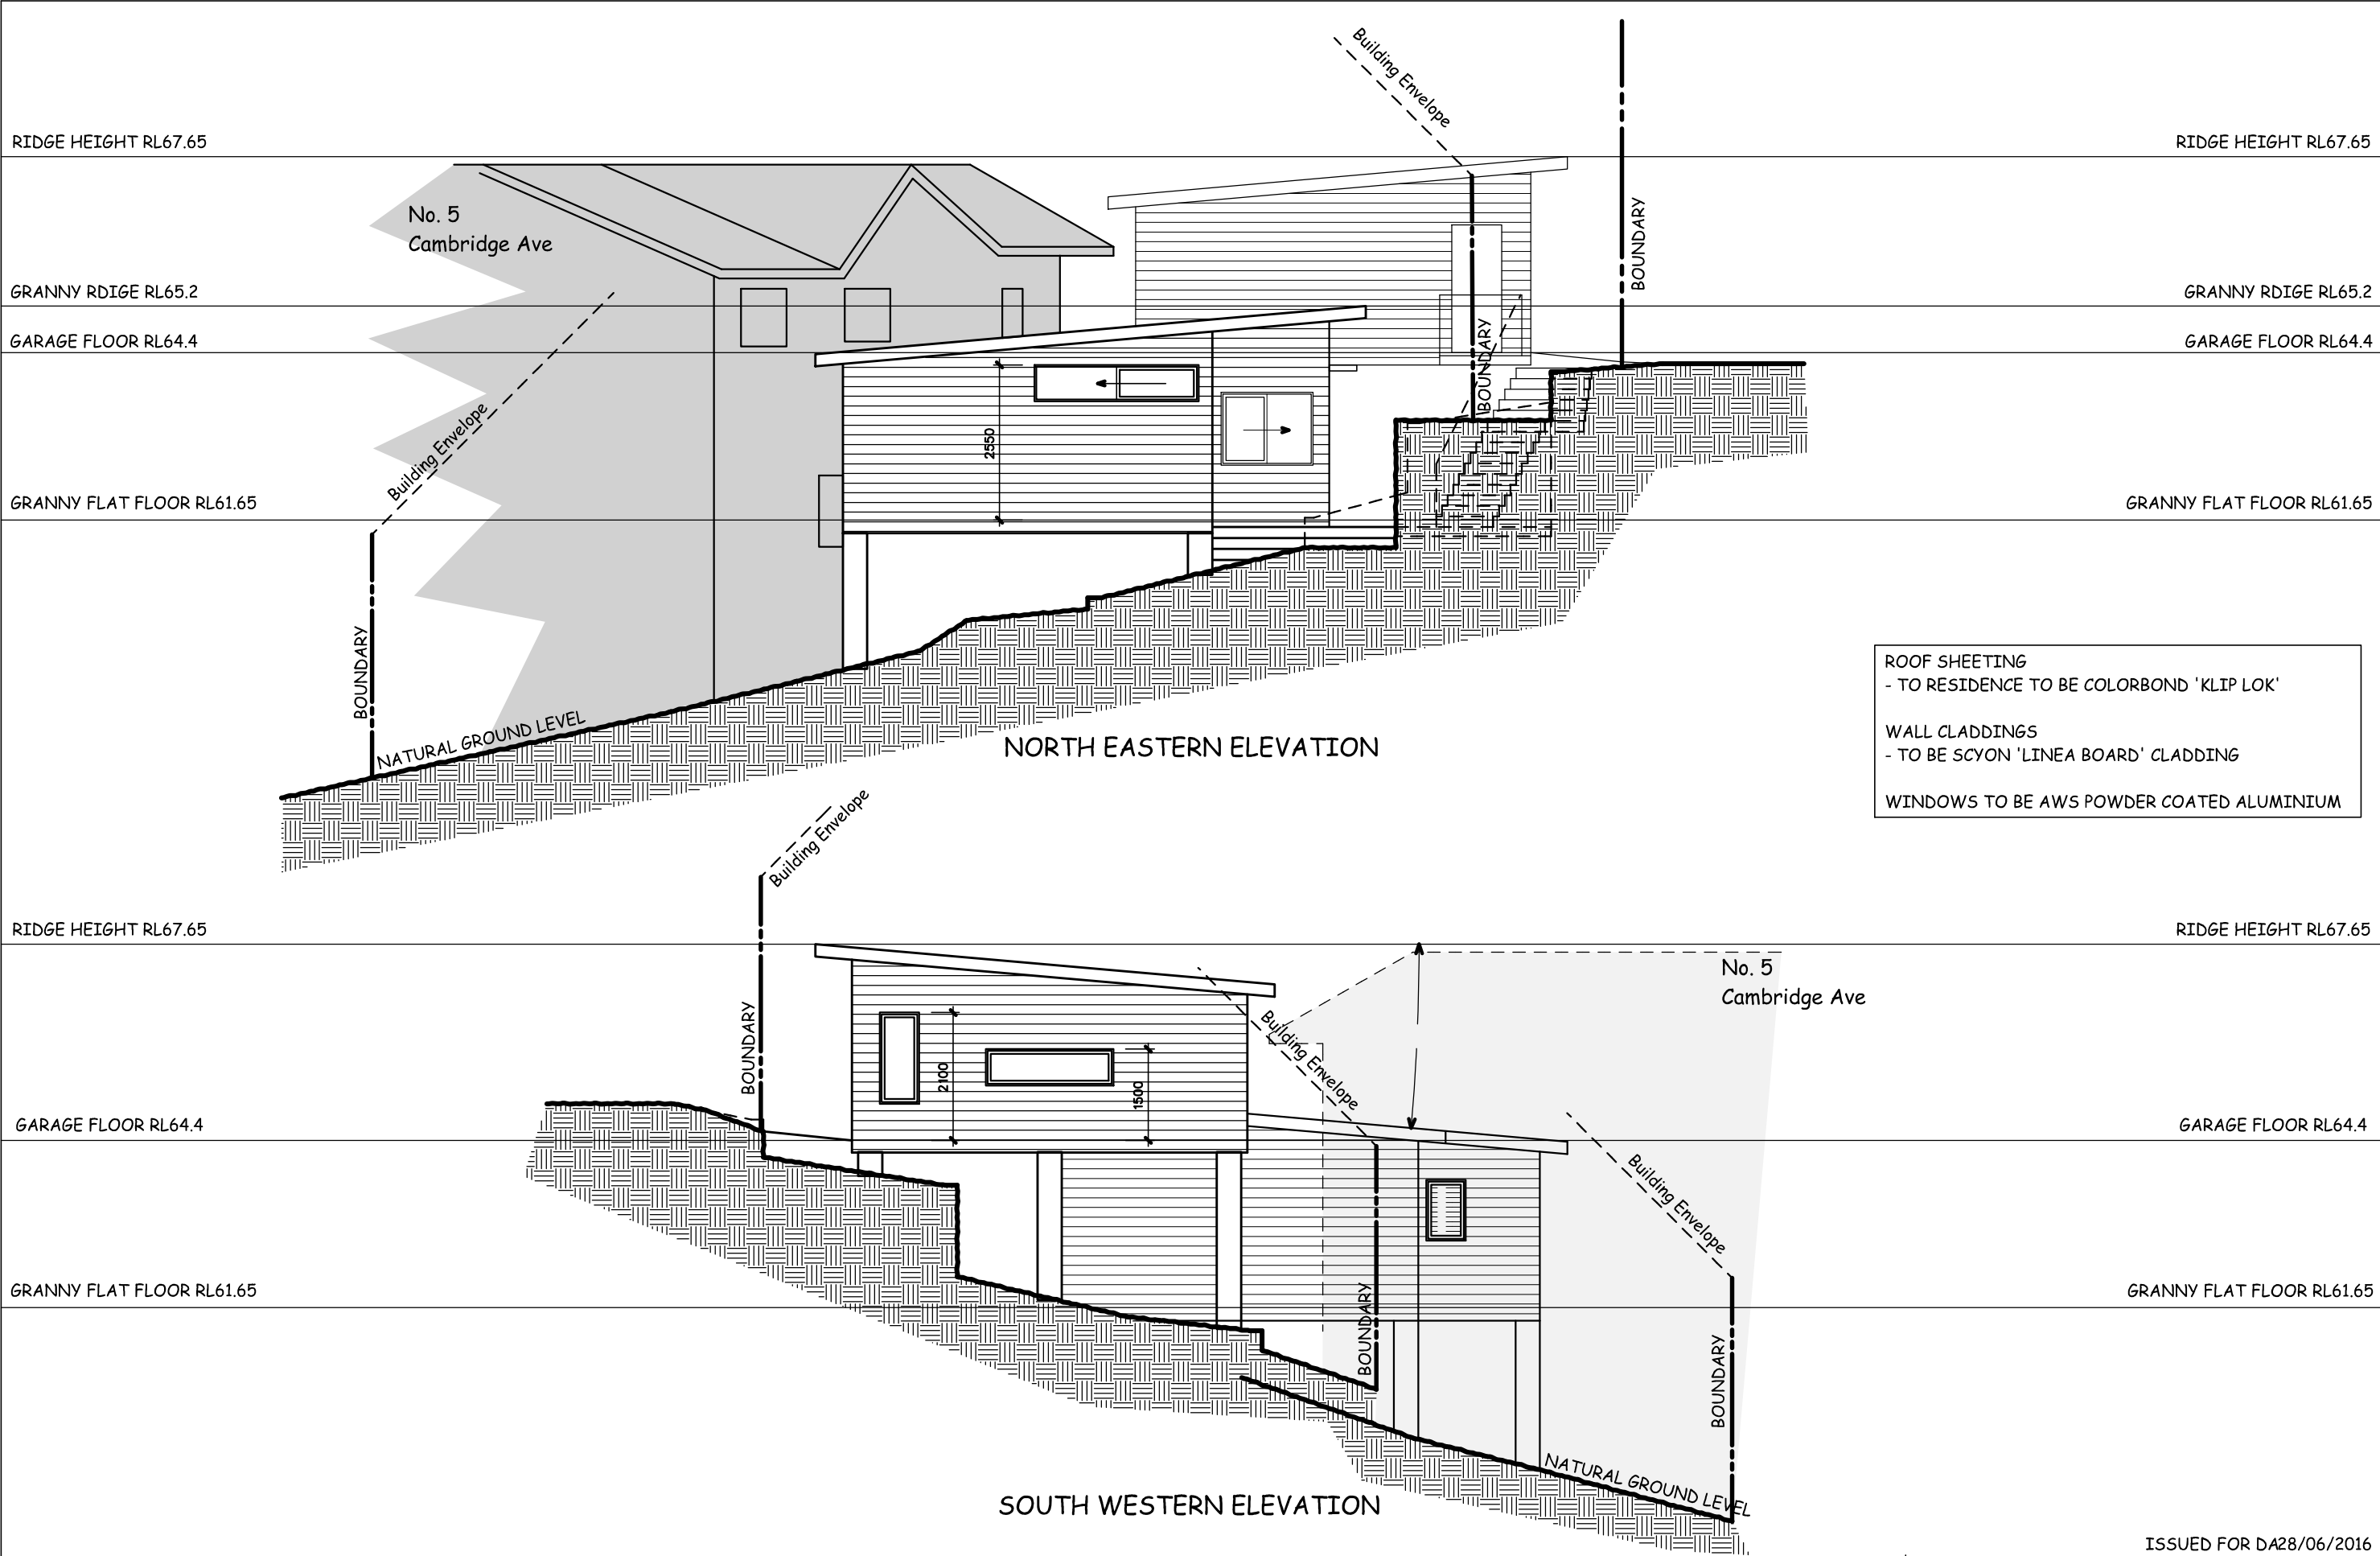 Building Envelope
RIDGE HEIGHT RL67.65
RIDGE HEIGHT RL67.65
No. 5
Cambridge Ave
BOUNDARY
GRANNY RDIGE RL65.2
GRANNY RDIGE RL65.2
GARAGE FLOOR RL64.4
GARAGE FLOOR RL64.4
BOUNDARY
Building Envelope
2550
GRANNY FLAT FLOOR RL61.65
GRANNY FLAT FLOOR RL61.65
BOUNDARY
NATURAL GROUND LEVEL
NORTH EASTERN ELEVATION
ROOF SHEETING
- TO RESIDENCE TO BE COLORBOND 'KLIP LOK'
WALL CLADDINGS
- TO BE SCYON 'LINEA BOARD' CLADDING
WINDOWS TO BE AWS POWDER COATED ALUMINIUM
Building Envelope
RIDGE HEIGHT RL67.65
RIDGE HEIGHT RL67.65
No. 5
Cambridge Ave
BOUNDARY
Building Envelope
2100
1500
GARAGE FLOOR RL64.4
GARAGE FLOOR RL64.4
Building Envelope
GRANNY FLAT FLOOR RL61.65
GRANNY FLAT FLOOR RL61.65
BOUNDARY
BOUNDARY
NATURAL GROUND LEVEL
SOUTH WESTERN ELEVATION
ISSUED FOR DA28/06/2016